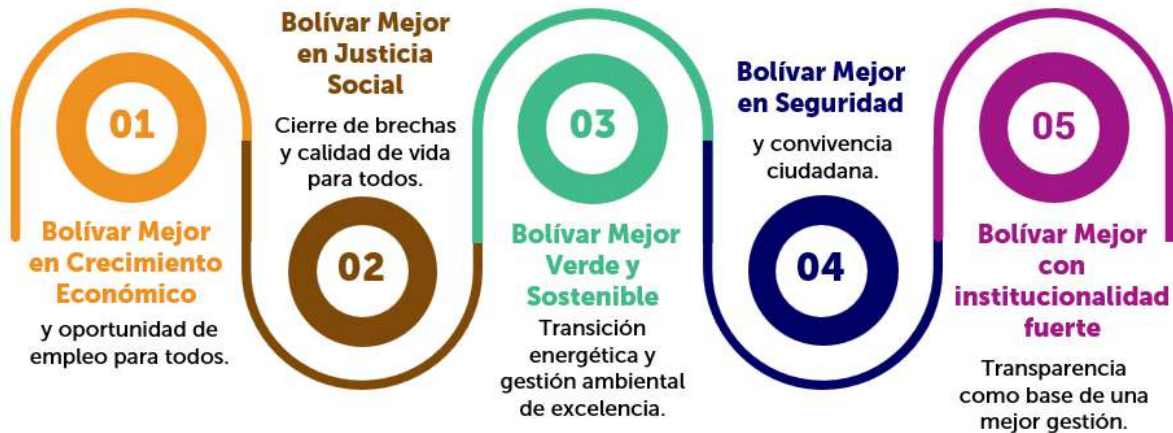 01
Bolívar Mejor
en Crecimiento
Económico
y oportunidad de
empleo para todos.
Bolívar Mejor
en Justicia
Social
Cierre de brechas
y calidad de vida
para todos.
02
03
Bolívar Mejor
Verde y
Sostenible
Transición
energética y
gestión ambiental
de excelencia.
Bolívar Mejor
en Seguridad
y convivencia
ciudadana.
04
05
Bolívar Mejor
con
institucionalidad
fuerte
Transparencia
como base de una
mejor gestión.